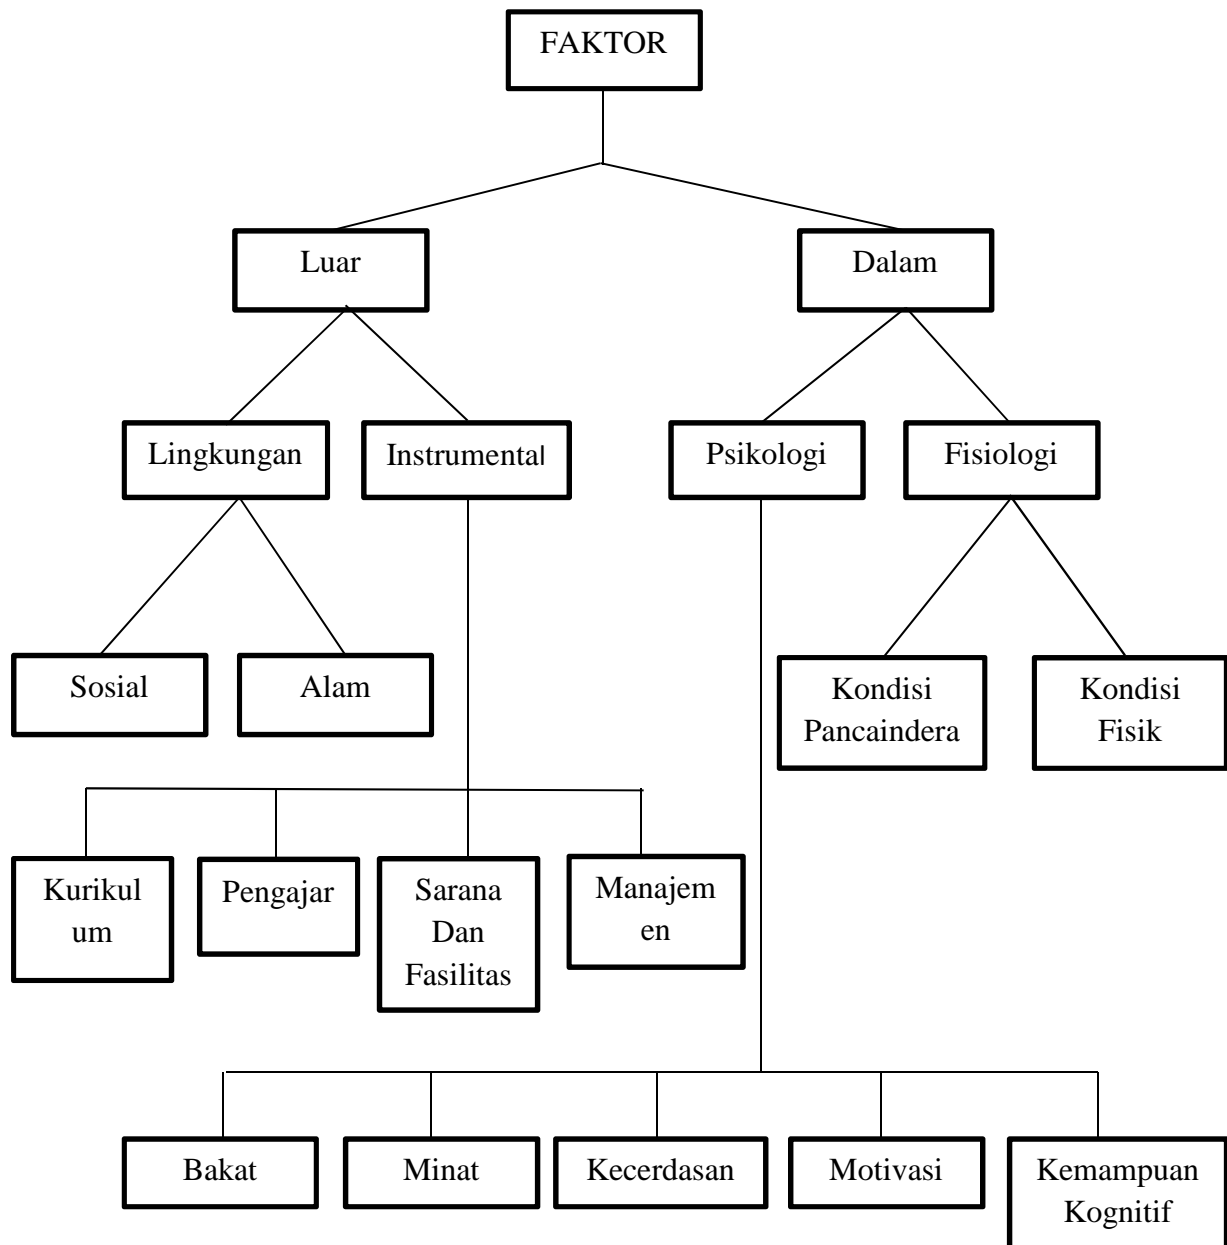 FAKTOR
Luar
Dalam
Lingkungan
Instrumental
Psikologi
Fisiologi
Sosial
Alam
Kondisi
Pancaindera
Kondisi
Fisik
Kurikul
um
Pengajar
Sarana
Dan
Fasilitas
Manajem
en
Bakat
Minat
Kecerdasan
Motivasi
Kemampuan
Kognitif